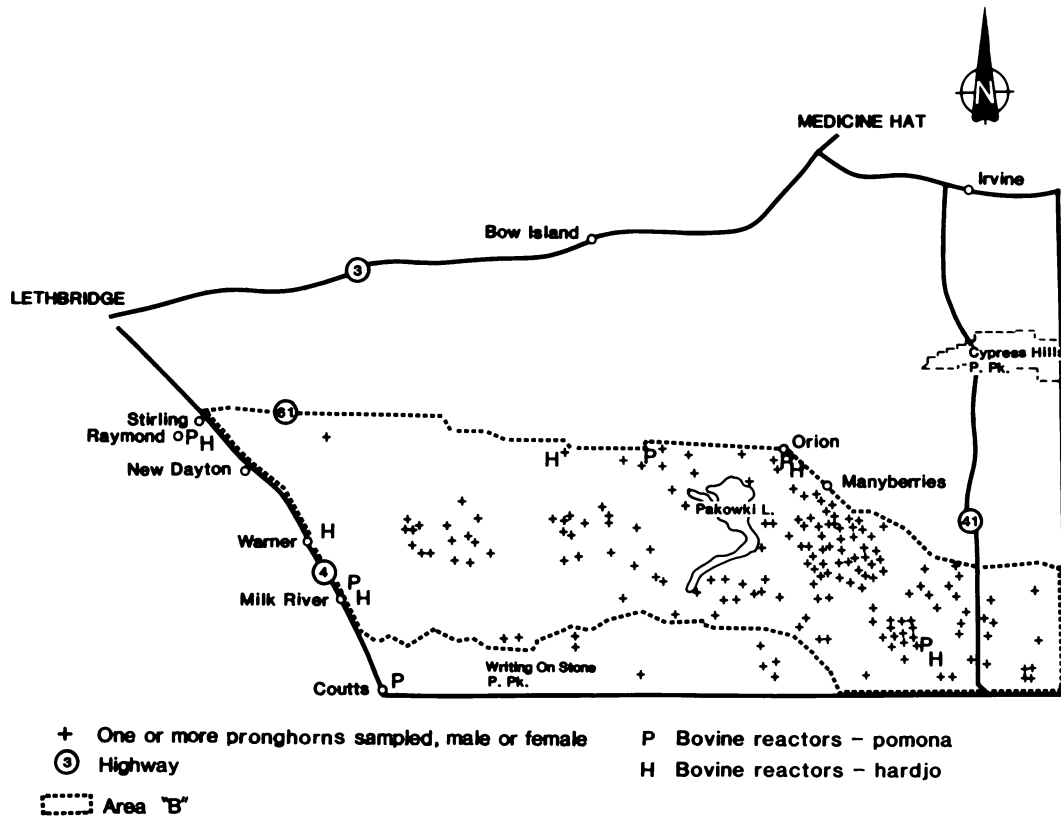 N
MEDICINE HAT
Irvine
Bow Island
3
LETHBRIDGE
Cypress Hills
P. Pk.
61
Stirling
Raymond
P
H
Orion
H
P
P
H
New Dayton
Manyberries
Pakowki L.
41
Warner
H
4
P
Milk River
H
P
H
Writing On Stone
P. Pk.
Coutts
P
+ One or more pronghorns sampled, male or female
P Bovine reactors - pomona
3 Highway
H Bovine reactors - hardjo
Area "B"